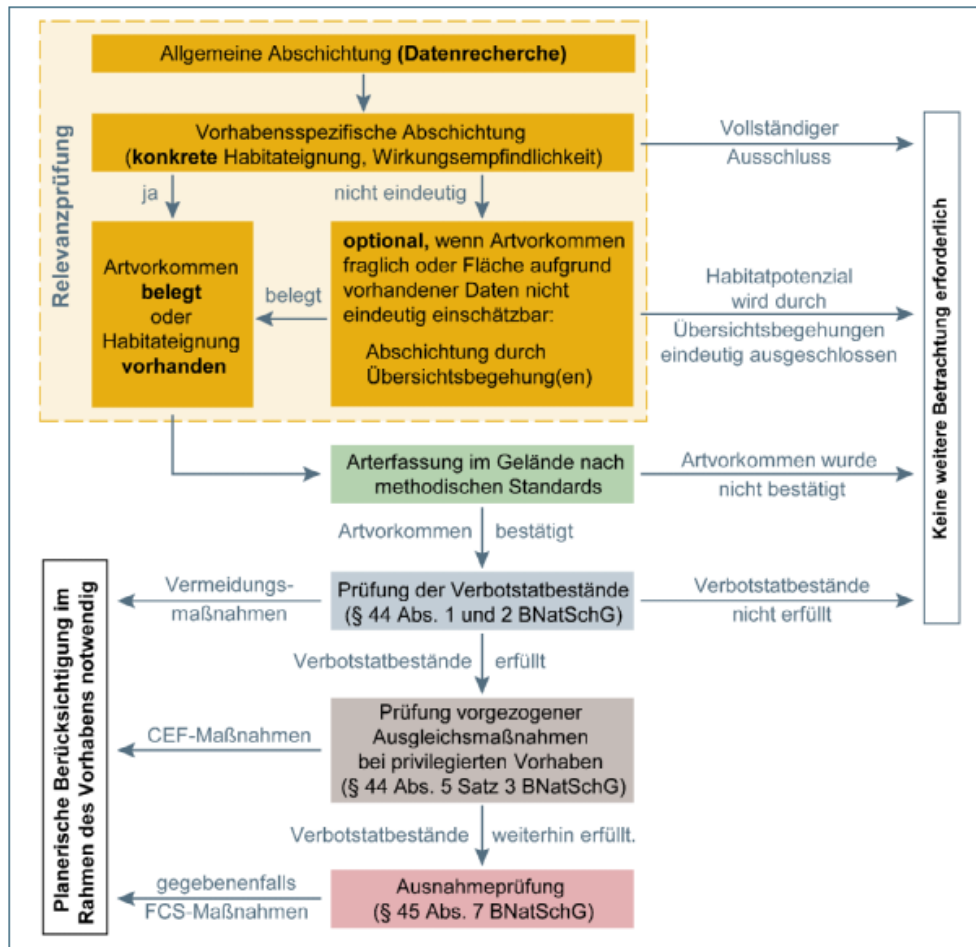 Relevanzprüfung
Allgemeine Abschichtung (Datenrecherche)
Vorhabensspezifische Abschichtung
(konkrete Habitateignung, Wirkungsempfindlichkeit)
Vollständiger
Ausschluss
ja
nicht eindeutig
Artvorkommen
belegt
oder
Habitateignung
vorhanden
belegt
optional, wenn Artvorkommen
fraglich oder Fläche aufgrund
vorhandener Daten nicht
eindeutig einschätzbar:
Abschichtung durch
Übersichtsbegehung(en)
Habitatpotenzial
wird durch
Übersichtsbegehungen
eindeutig ausgeschlossen
Keine weitere Betrachtung erforderlich
Arterfassung im Gelände nach
methodischen Standards
Artvorkommen wurde
nicht bestätigt
Artvorkommen bestätigt
Vermeidungs-
maßnahmen
Prüfung der Verbotstatbestände
(§ 44 Abs. 1 und 2 BNatSchG)
Verbotstatbestände
nicht erfüllt
Verbotstatbestände erfüllt
Planerische Berücksichtigung im
Rahmen des Vorhabens notwendig
CEF-Maßnahmen
Prüfung vorgezogener
Ausgleichsmaßnahmen
bei privilegierten Vorhaben
(§ 44 Abs. 5 Satz 3 BNatSchG)
Verbotstatbestände weiterhin erfüllt.
gegebenenfalls
FCS-Maßnahmen
Ausnahmeprüfung
(§ 45 Abs. 7 BNatSchG)